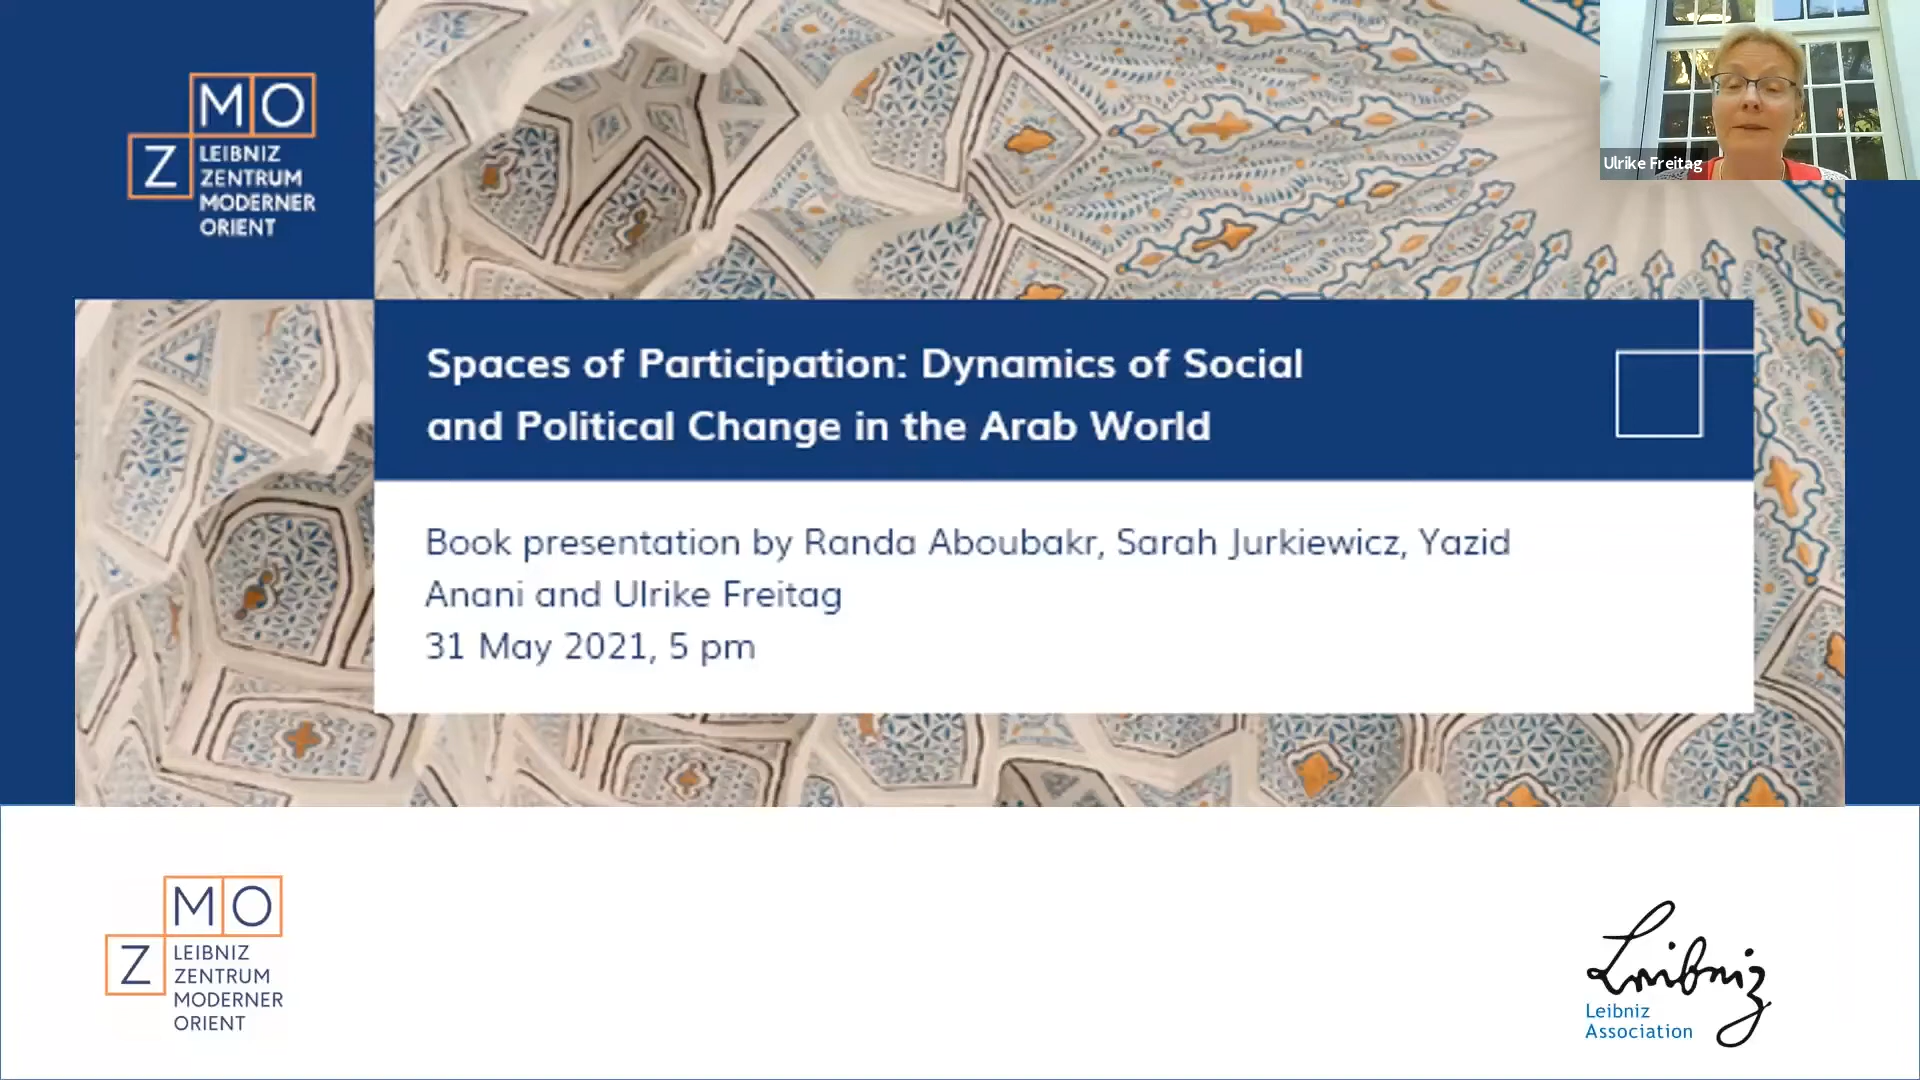 MO
Z
LEIBNIZ
ZENTRUM
MODERNER
ORIENT
Ulrike Freitag
Spaces of Participation: Dynamics of Social
and Political Change in the Arab World
Book presentation by Randa Aboubakr, Sarah Jurkiewicz, Yazid
Anani and Ulrike Freitag
31 May 2021, 5 pm
MO
Z
LEIBNIZ
ZENTRUM
MODERNER
ORIENT
Leibniz
Leibniz
Association